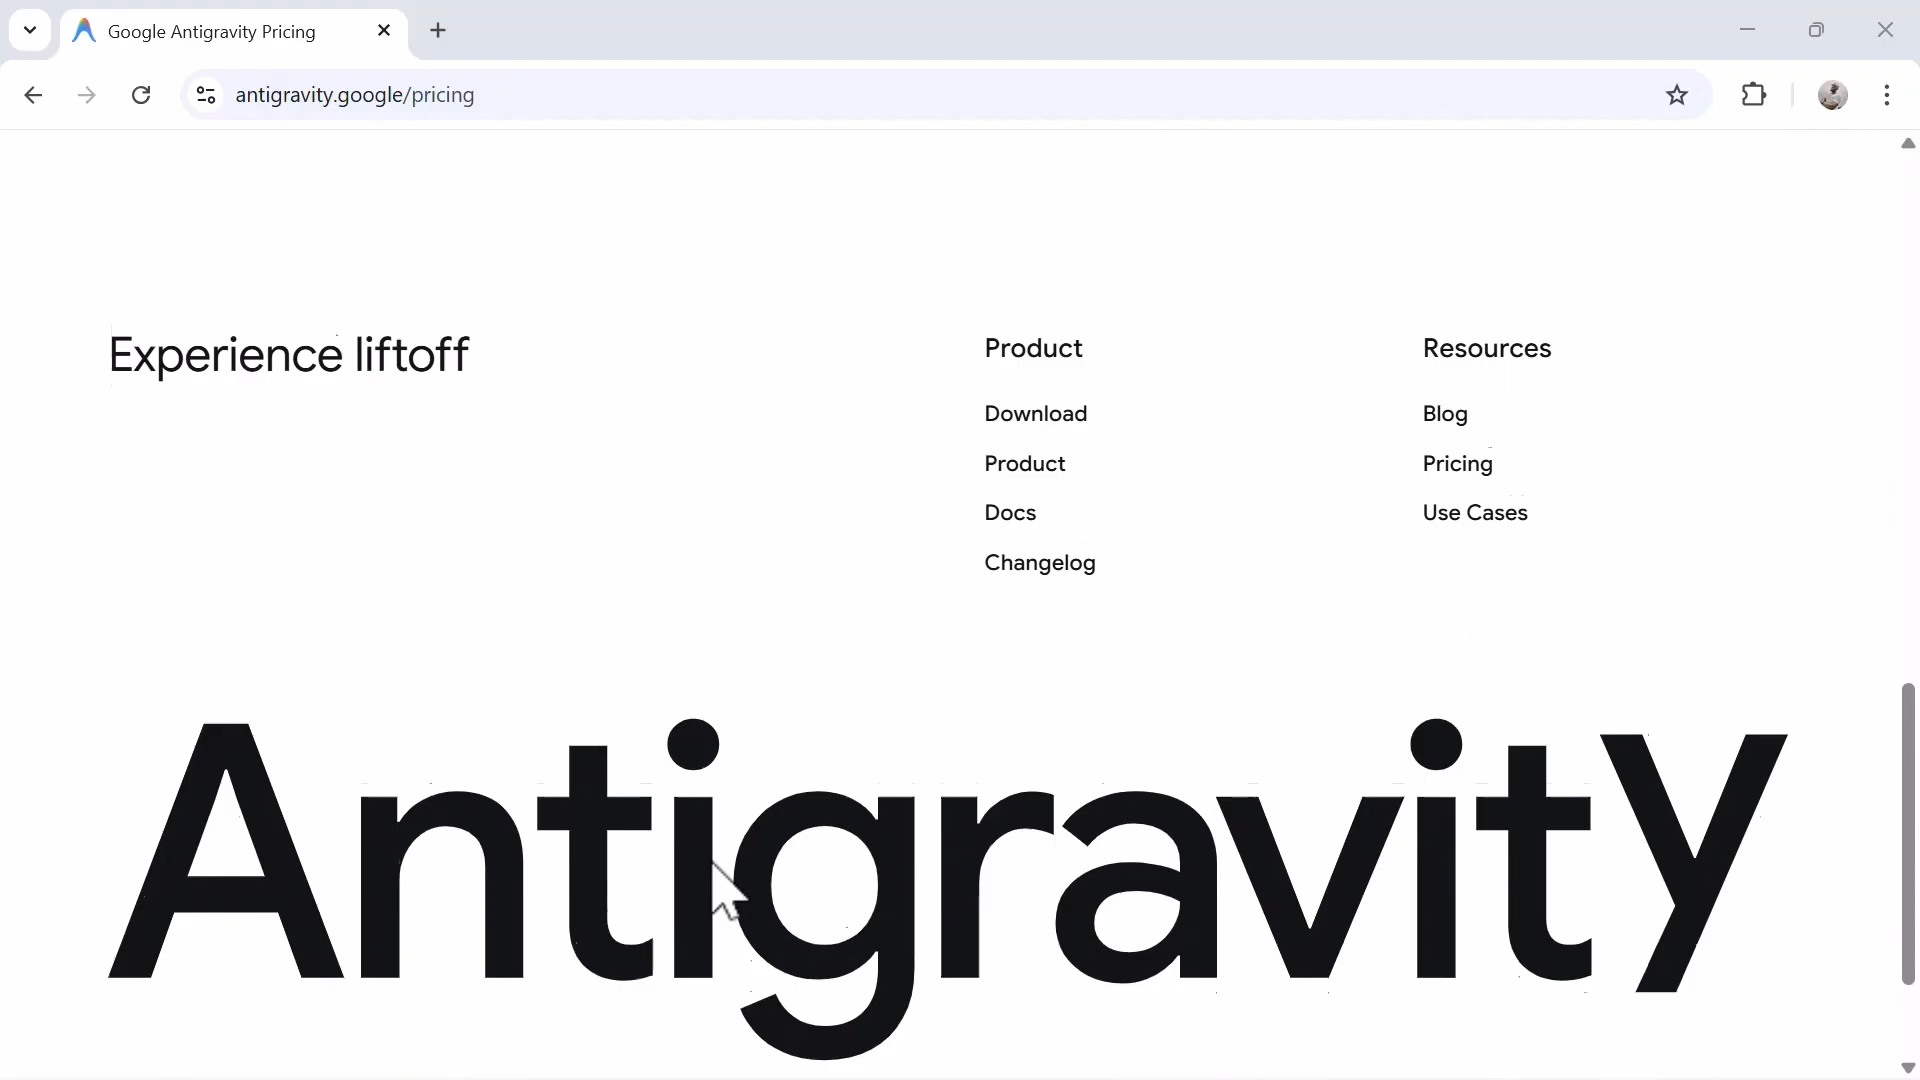 Google Antigravity Pricing
antigravity.google/pricing
Experience liftoff
Product
Download
Product
Docs
Changelog
Resources
Blog
Pricing
Use Cases
Antigravity